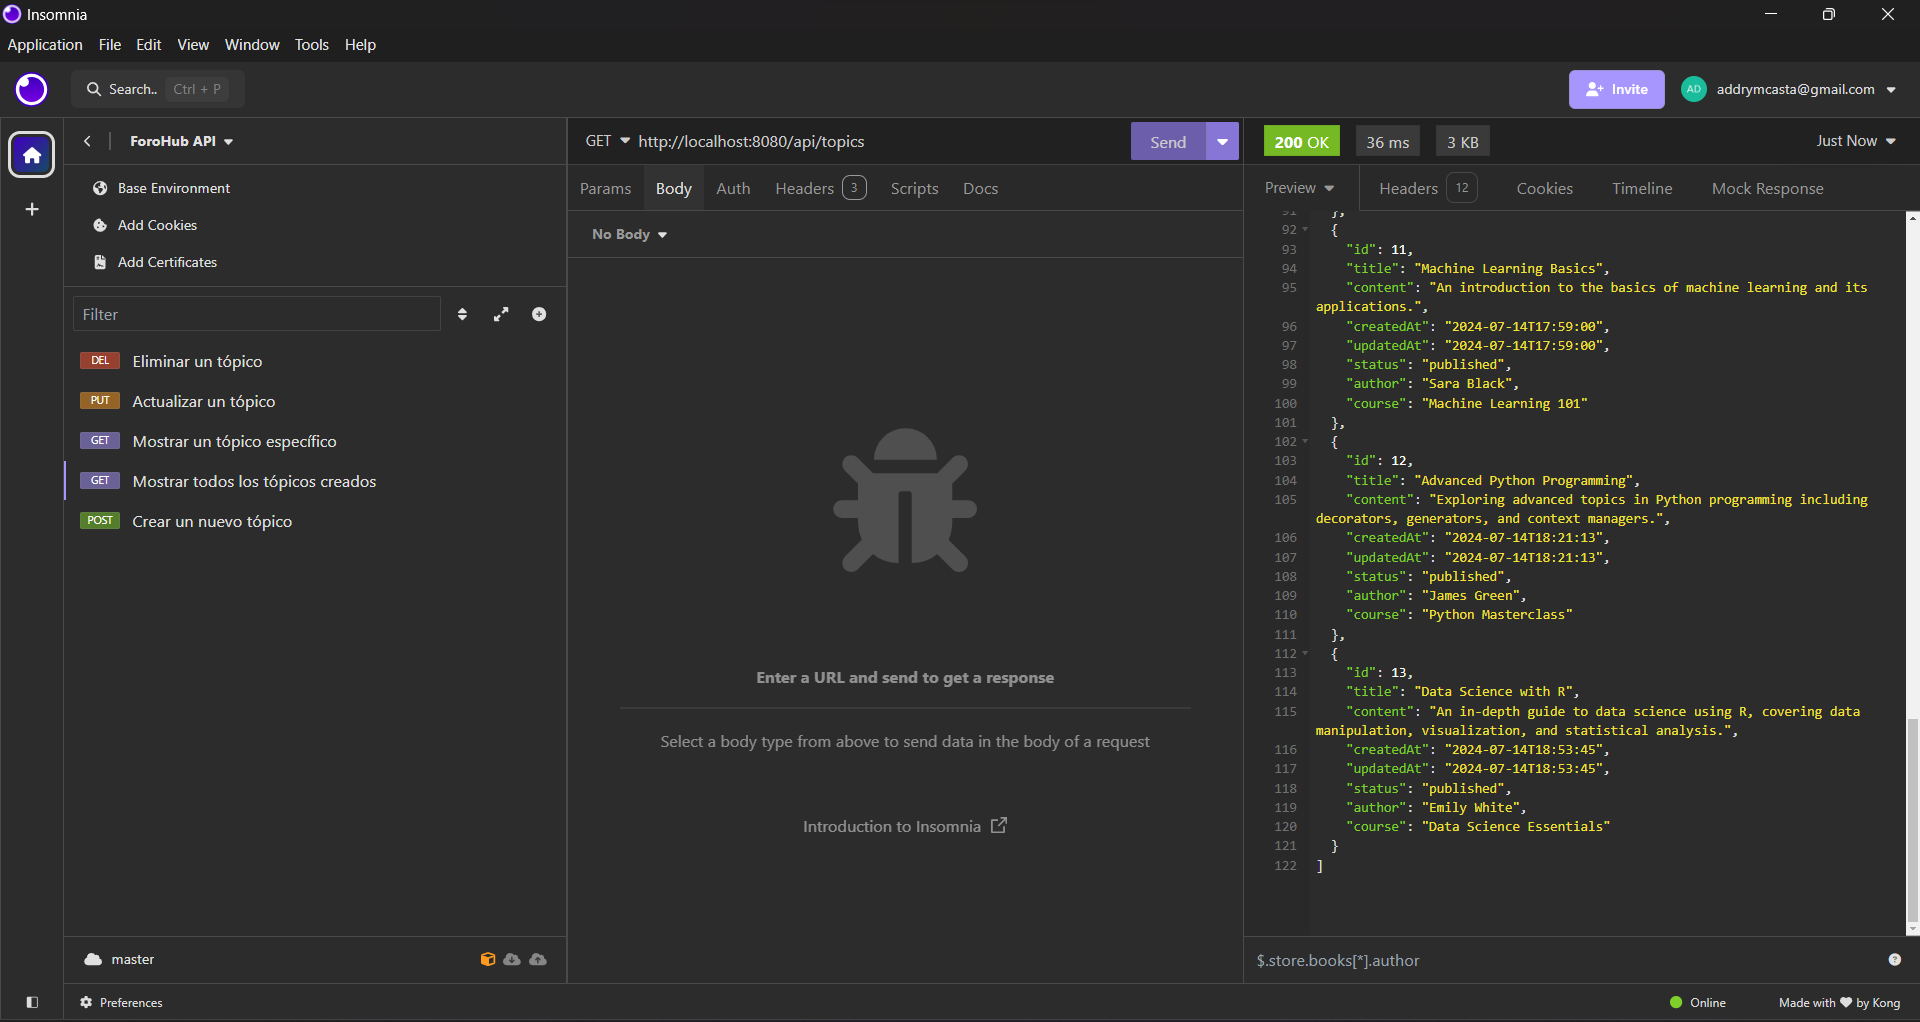 Insomnia
Application File Edit View Window Tools Help
Search.. Ctrl + P
Invite
AD addrymcasta@gmail.com
ForoHub API
Base Environment
Add Cookies
Add Certificates
Filter
DEL Eliminar un tópico
PUT Actualizar un tópico
GET Mostrar un tópico específico
GET Mostrar todos los tópicos creados
POST Crear un nuevo tópico
master
Preferences
GET http://localhost:8080/api/topics
Send
Params Body Auth Headers 3 Scripts Docs
No Body
Enter a URL and send to get a response
Select a body type from above to send data in the body of a request
Introduction to Insomnia
200 OK 36 ms 3 KB
Just Now
Preview Headers 12 Cookies Timeline Mock Response
91 },
92 {
93 "id": 11,
94 "title": "Machine Learning Basics",
95 "content": "An introduction to the basics of machine learning and its
applications.",
96 "createdAt": "2024-07-14T17:59:00",
97 "updatedAt": "2024-07-14T17:59:00",
98 "status": "published",
99 "author": "Sara Black",
100 "course": "Machine Learning 101"
101 },
102 {
103 "id": 12,
104 "title": "Advanced Python Programming",
105 "content": "Exploring advanced topics in Python programming including
decorators, generators, and context managers.",
106 "createdAt": "2024-07-14T18:21:13",
107 "updatedAt": "2024-07-14T18:21:13",
108 "status": "published",
109 "author": "James Green",
110 "course": "Python Masterclass"
111 },
112 {
113 "id": 13,
114 "title": "Data Science with R",
115 "content": "An in-depth guide to data science using R, covering data
manipulation, visualization, and statistical analysis.",
116 "createdAt": "2024-07-14T18:53:45",
117 "updatedAt": "2024-07-14T18:53:45",
118 "status": "published",
119 "author": "Emily White",
120 "course": "Data Science Essentials"
121 }
122 ]
$.store.books[*].author
Online
Made with ♥ by Kong